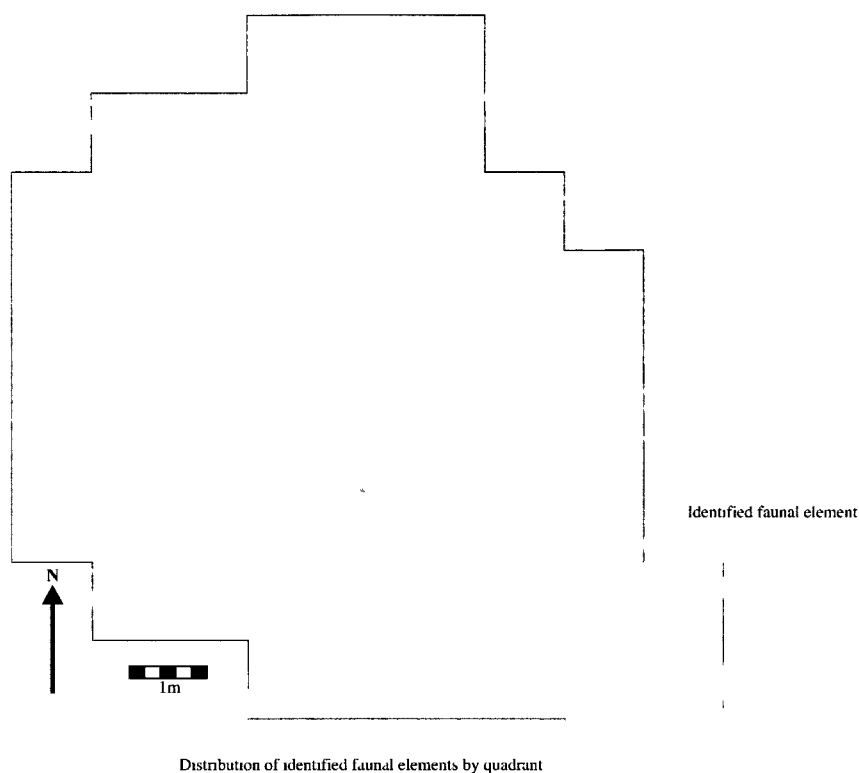 Identified faunal element
N
1m
Distribution of identified faunal elements by quadrant